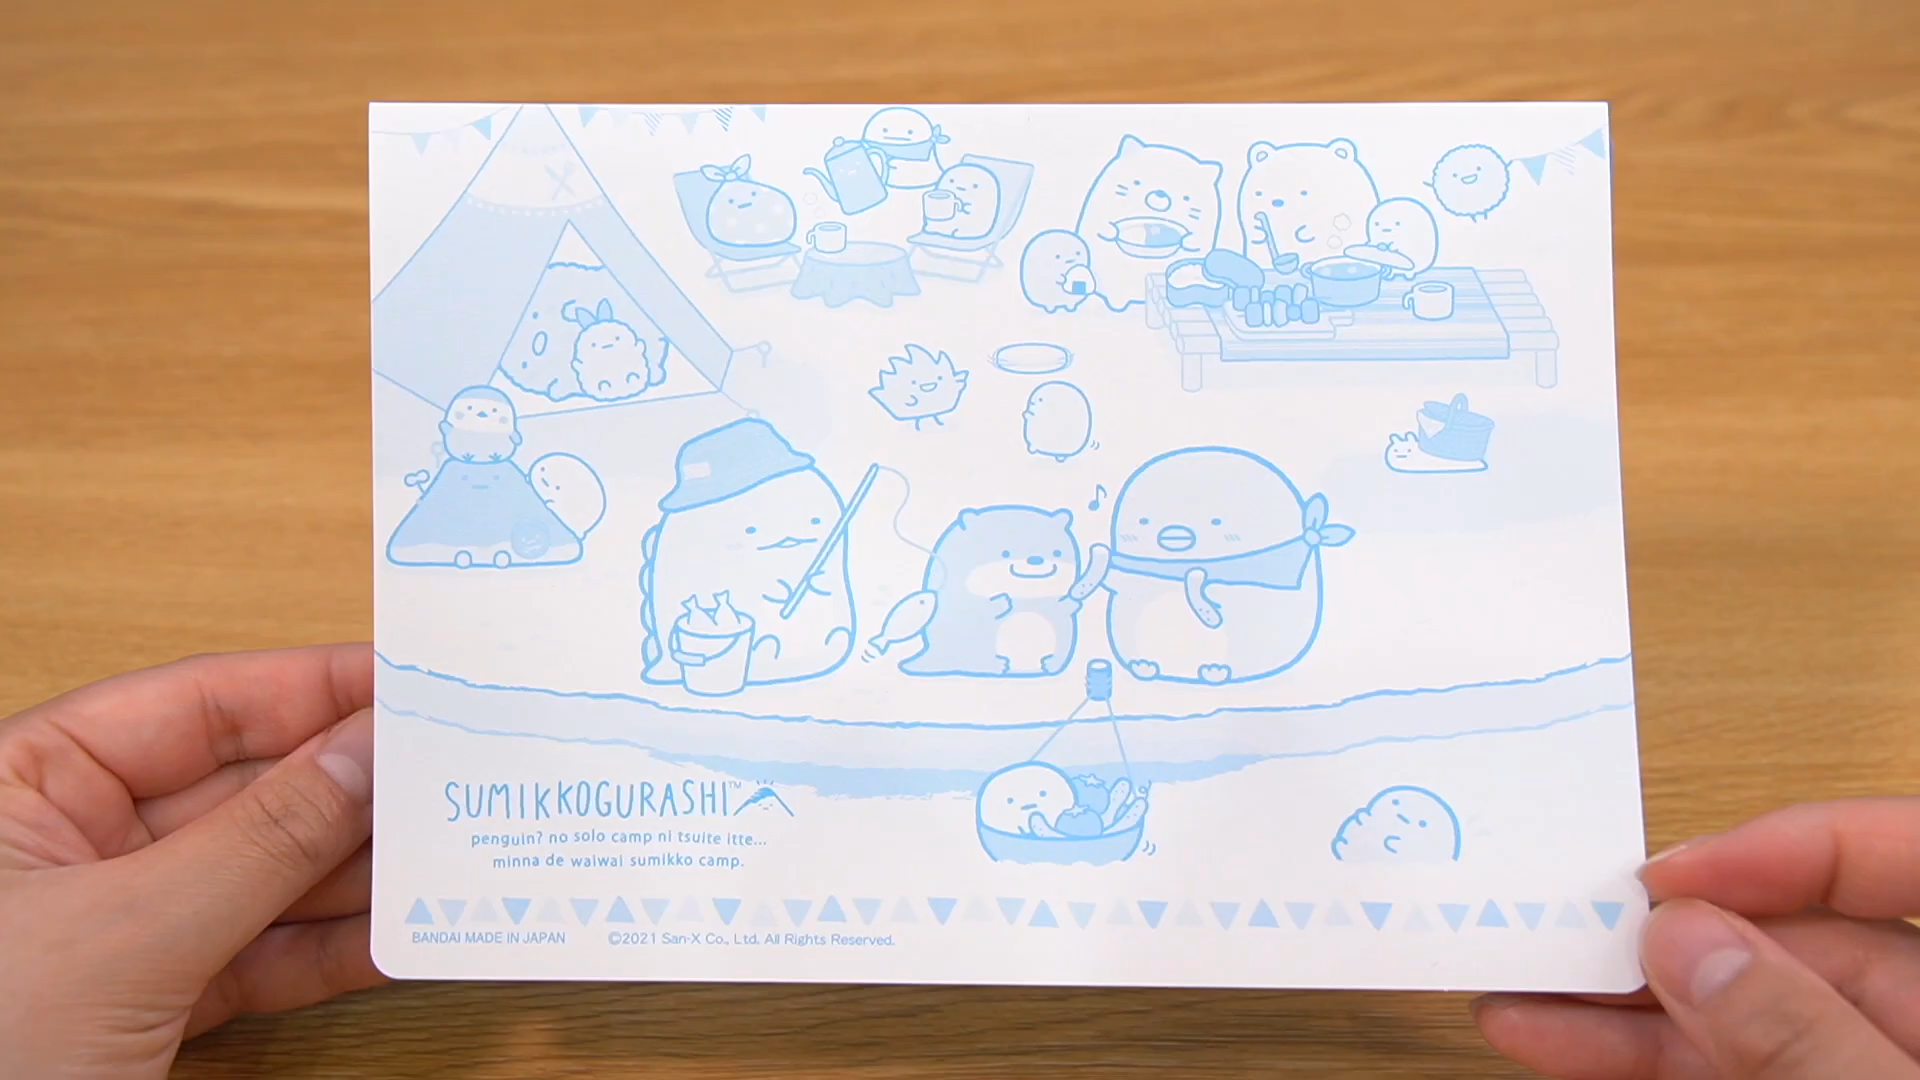 SUMIKKOGURASHI™
penguin? no solo camp ni tsuite itte...
minna de waiwai sumikko camp.
BANDAI MADE IN JAPAN ©2021 San-X Co., Ltd. All Rights Reserved.